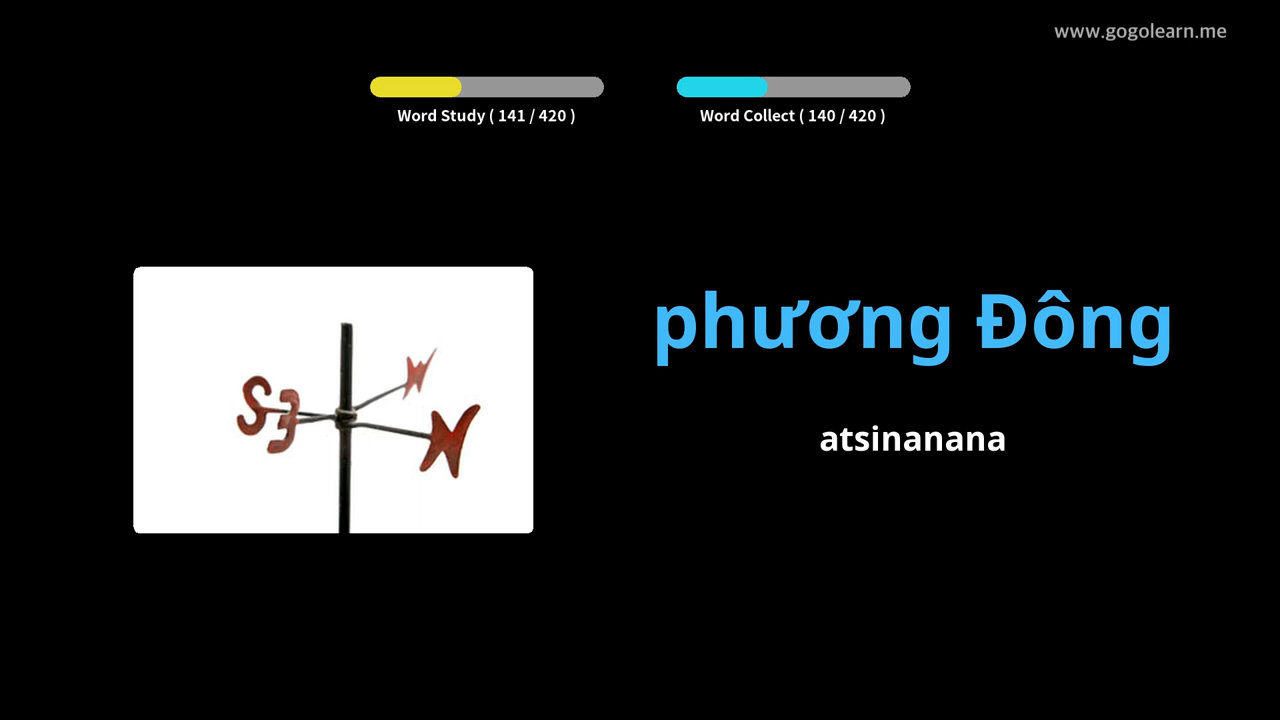 www.gogolearn.me
Word Study ( 141 / 420 )
Word Collect ( 140 / 420 )
phương Đông
atsinanana
S E N